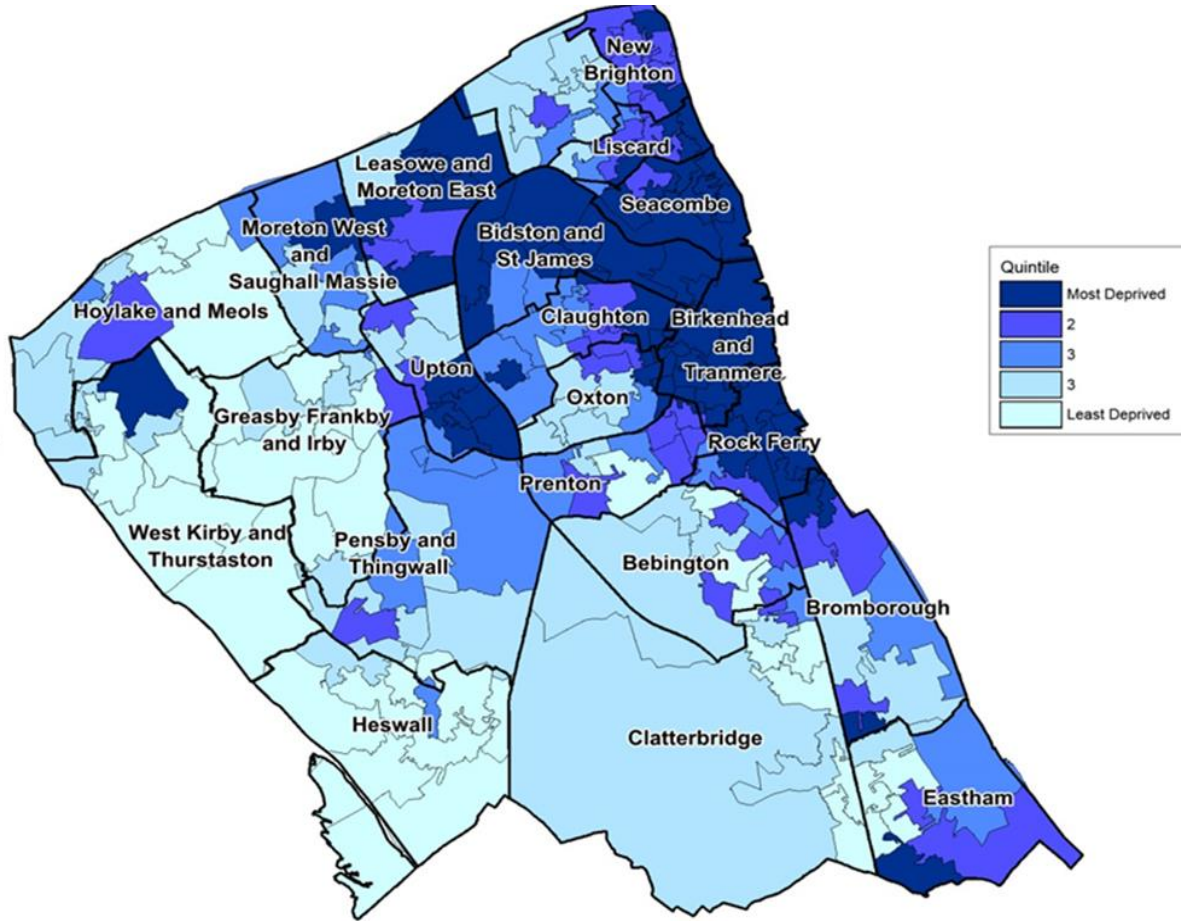 New
Brighton
Liscard
Leasowe and
Moreton East
Seacombe
Bidston and
St James
Moreton West
and
Saughall Massie
Hoylake and Meols
Claughton
Birkenhead
and
Tranmere
Upton
Oxton
Greasby Frankby
and Irby
Rock Ferry
Prenton
West Kirby and
Thurstaston
Pensby and
Thingwall
Bebington
Bromborough
Heswall
Clatterbridge
Eastham
Quintile
Most Deprived
2
3
3
Least Deprived